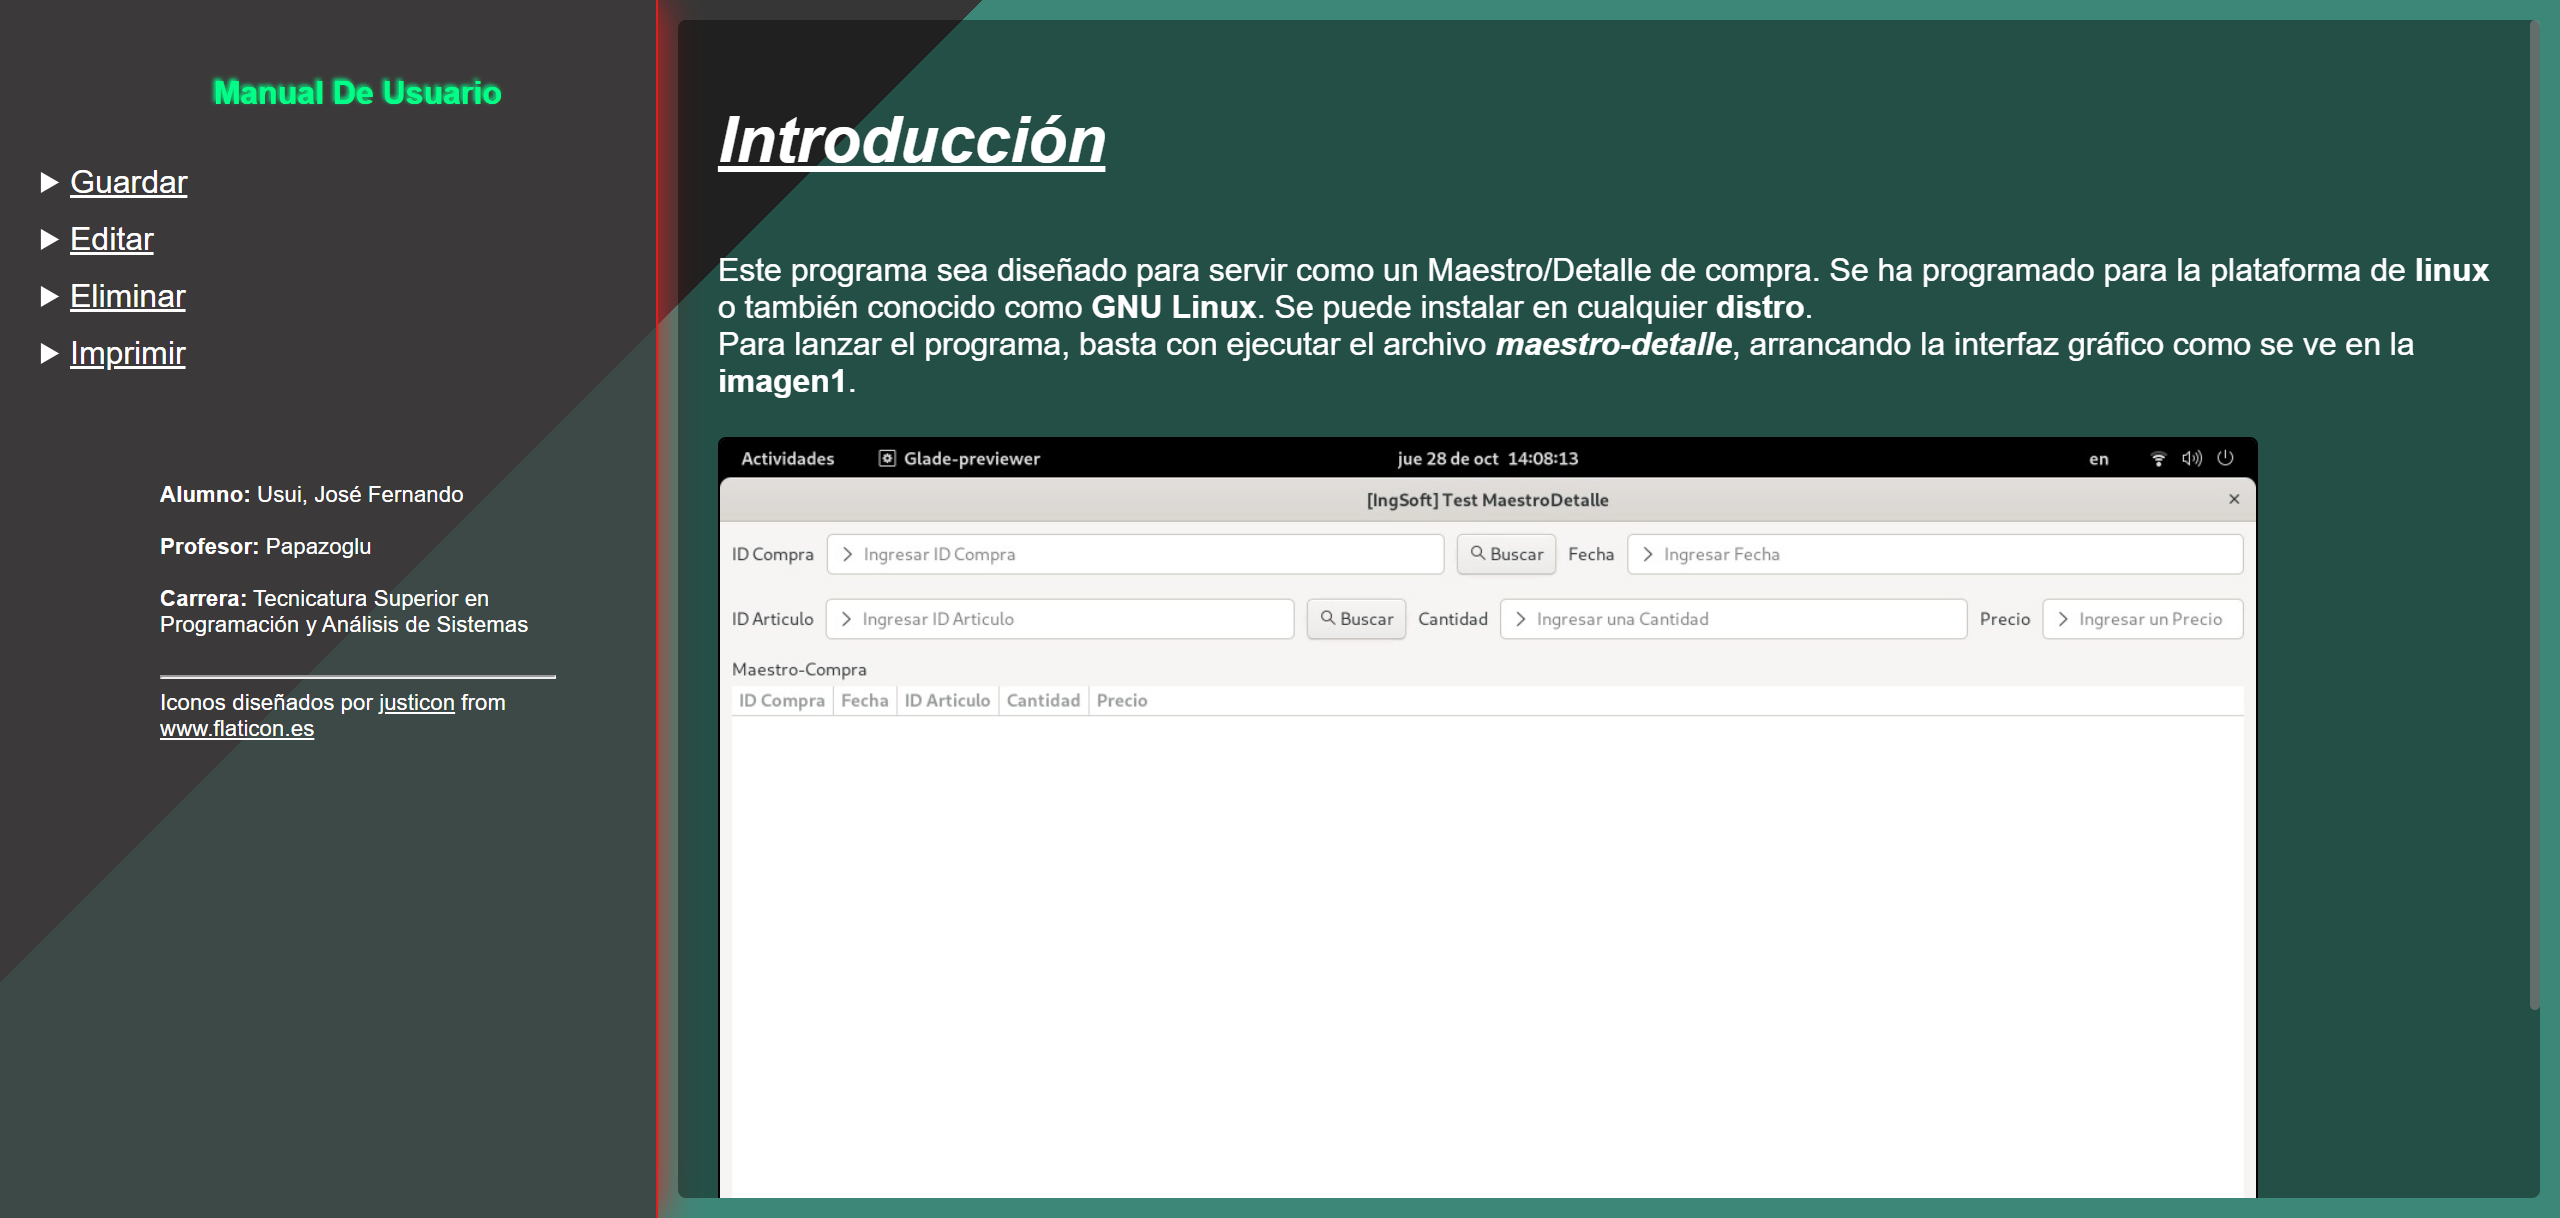 Manual De Usuario
Guardar
Editar
Eliminar
Imprimir
Alumno: Usui, José Fernando
Profesor: Papazoglu
Carrera: Tecnicatura Superior en
Programación y Análisis de Sistemas
Iconos diseñados por justicon from
www.flaticon.es
Introducción
Este programa sea diseñado para servir como un Maestro/Detalle de compra. Se ha programado para la plataforma de linux
o también conocido como GNU Linux. Se puede instalar en cualquier distro.
Para lanzar el programa, basta con ejecutar el archivo maestro-detalle, arrancando la interfaz gráfico como se ve en la
imagen1.
Actividades Glade-previewer jue 28 de oct 14:08:13 en
[IngSoft] Test MaestroDetalle
ID Compra Ingresar ID Compra Buscar Fecha Ingresar Fecha
ID Articulo Ingresar ID Articulo Buscar Cantidad Ingresar una Cantidad Precio Ingresar un Precio
Maestro-Compra
ID Compra Fecha ID Articulo Cantidad Precio